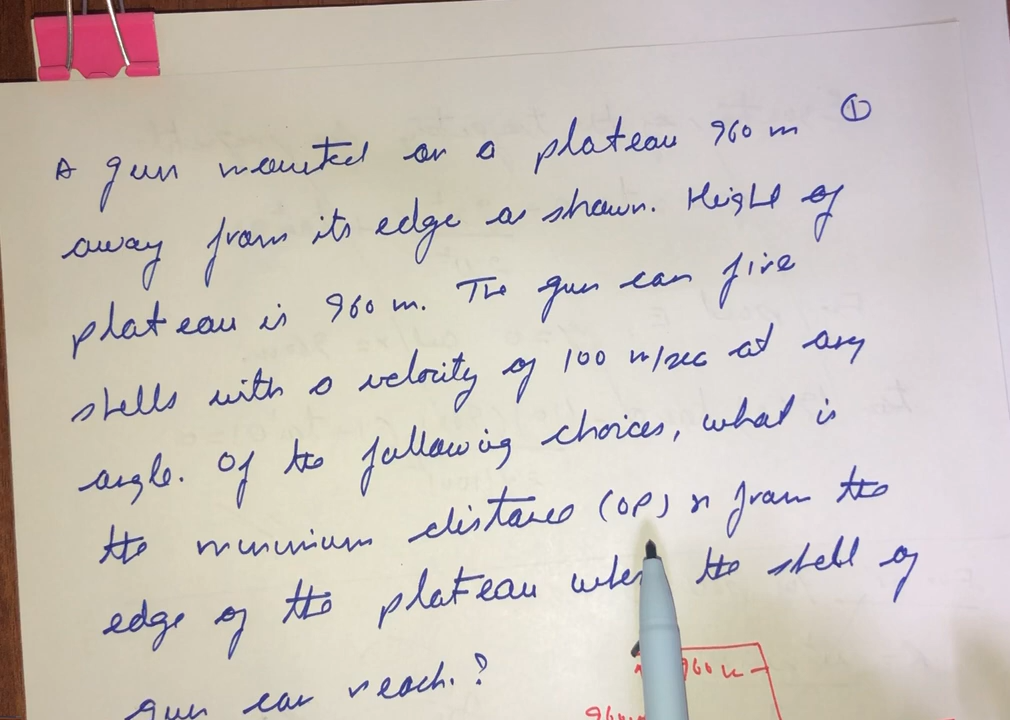 ①
A gun mounted on a plateau 960 m
away from its edge as shown. Height of
plateau is 960 m. The gun can fire
shells with a velocity of 100 m/sec at any
angle. Of the following choices, what is
the minimum distance (OP) x from the
edge of the plateau where the shell of
gun can reach.?
960 m
960